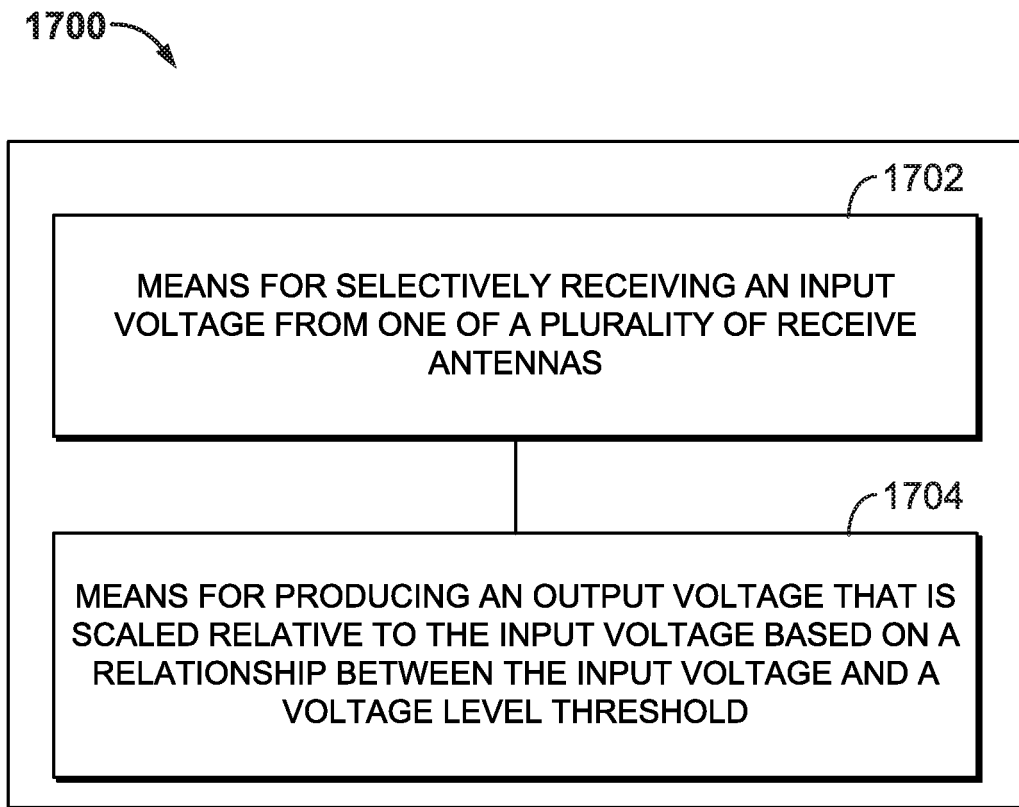 1700
1702
MEANS FOR SELECTIVELY RECEIVING AN INPUT
VOLTAGE FROM ONE OF A PLURALITY OF RECEIVE
ANTENNAS
1704
MEANS FOR PRODUCING AN OUTPUT VOLTAGE THAT IS
SCALED RELATIVE TO THE INPUT VOLTAGE BASED ON A
RELATIONSHIP BETWEEN THE INPUT VOLTAGE AND A
VOLTAGE LEVEL THRESHOLD